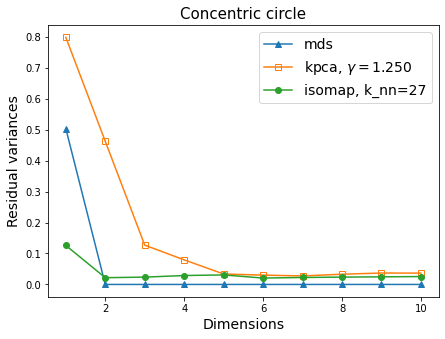 Concentric circle
mds
kpca, γ = 1.250
isomap, k_nn=27
Residual variances
0.8
0.7
0.6
0.5
0.4
0.3
0.2
0.1
0.0
2 4 6 8 10
Dimensions